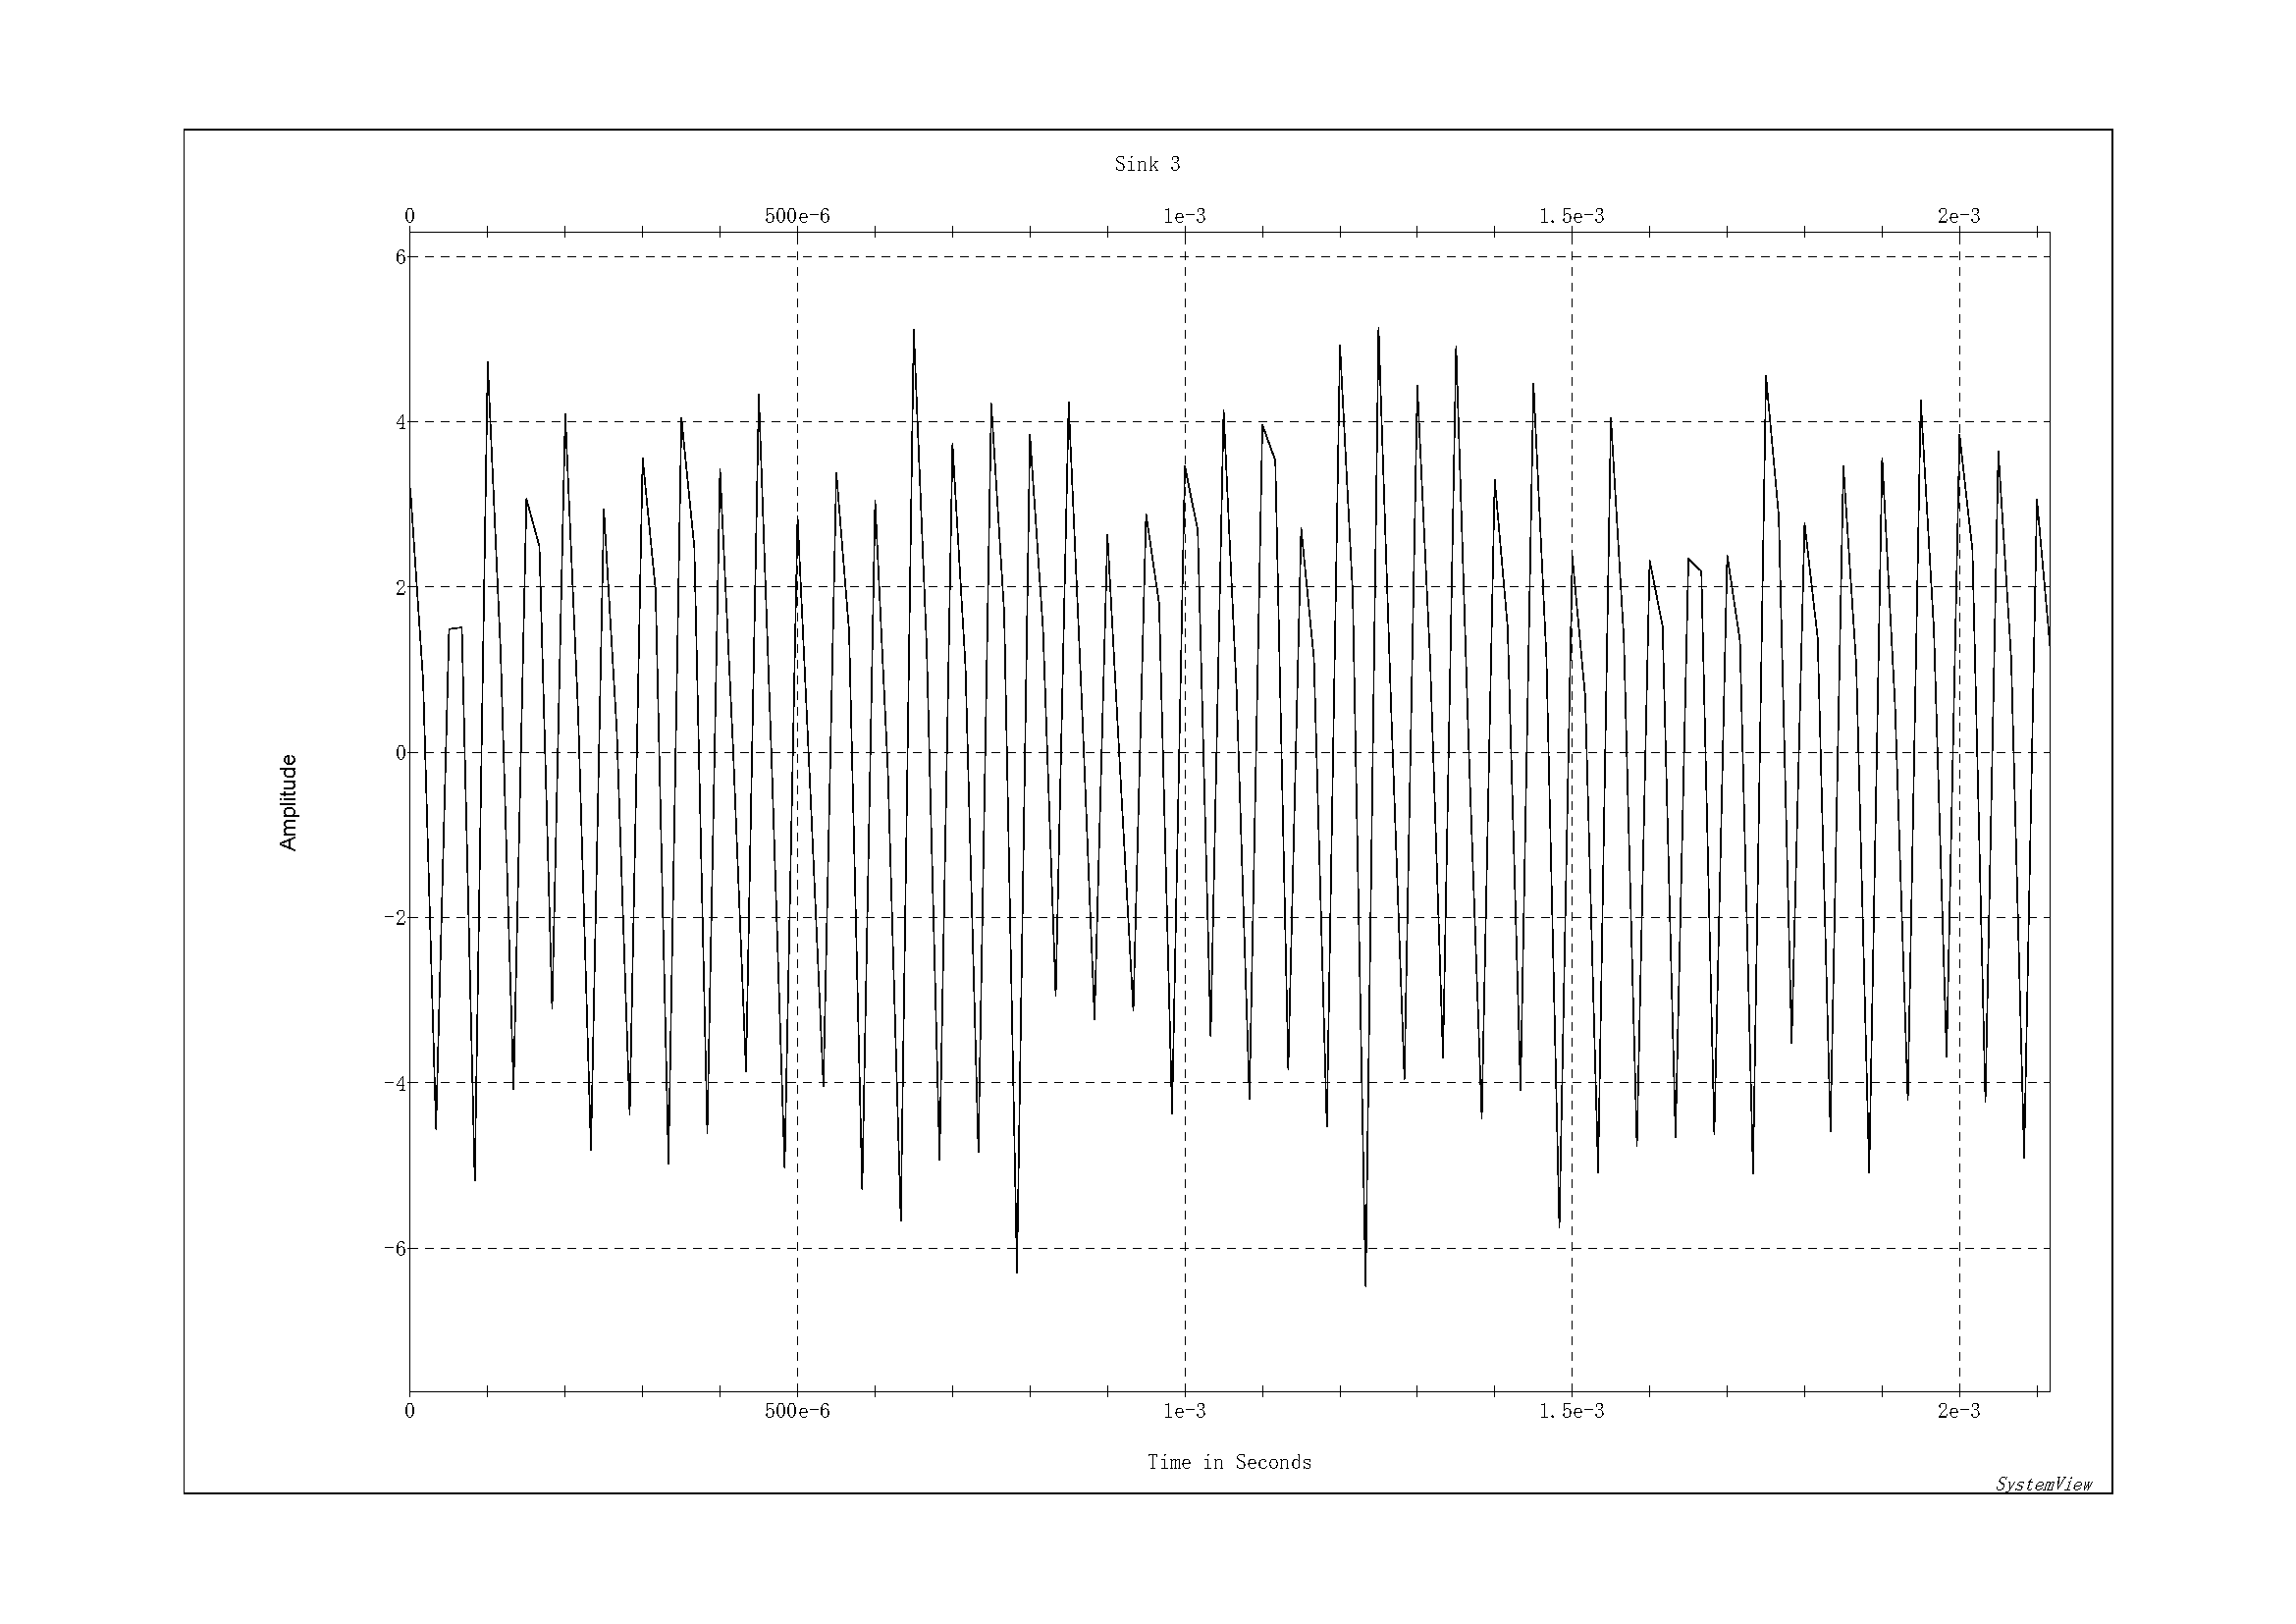 Sink 3
0 500e-6 1e-3 1.5e-3 2e-3
6
4
2
0
-2
-4
-6
Amplitude
0 500e-6 1e-3 1.5e-3 2e-3
Time in Seconds
SystemView